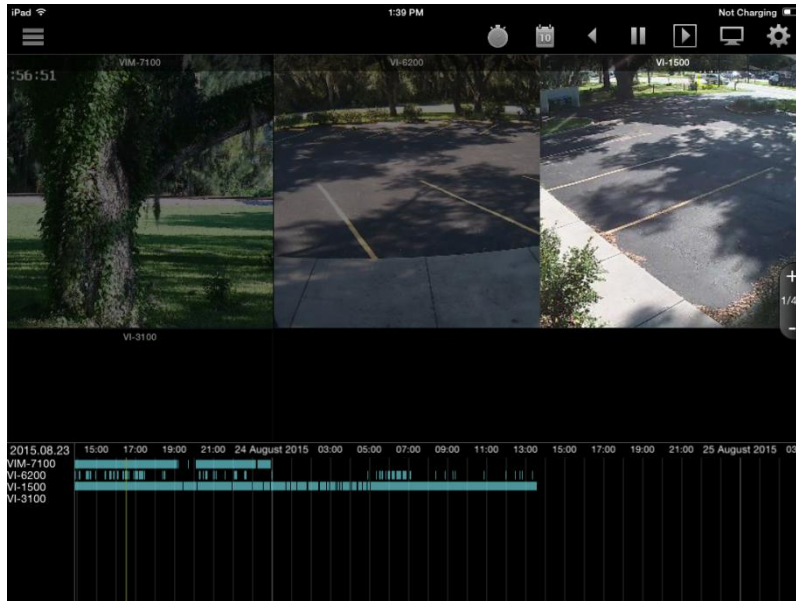 iPad 1:39 PM Not Charging
10
VIM-7100 VI-6200 VI-1500
:56:51
+
1/4
-
VI-3100
2015.08.23 15:00 17:00 19:00 21:00 24 August 2015 03:00 05:00 07:00 09:00 11:00 13:00 15:00 17:00 19:00 21:00 25 August 2015 03
VIM-7100
VI-6200
VI-1500
VI-3100